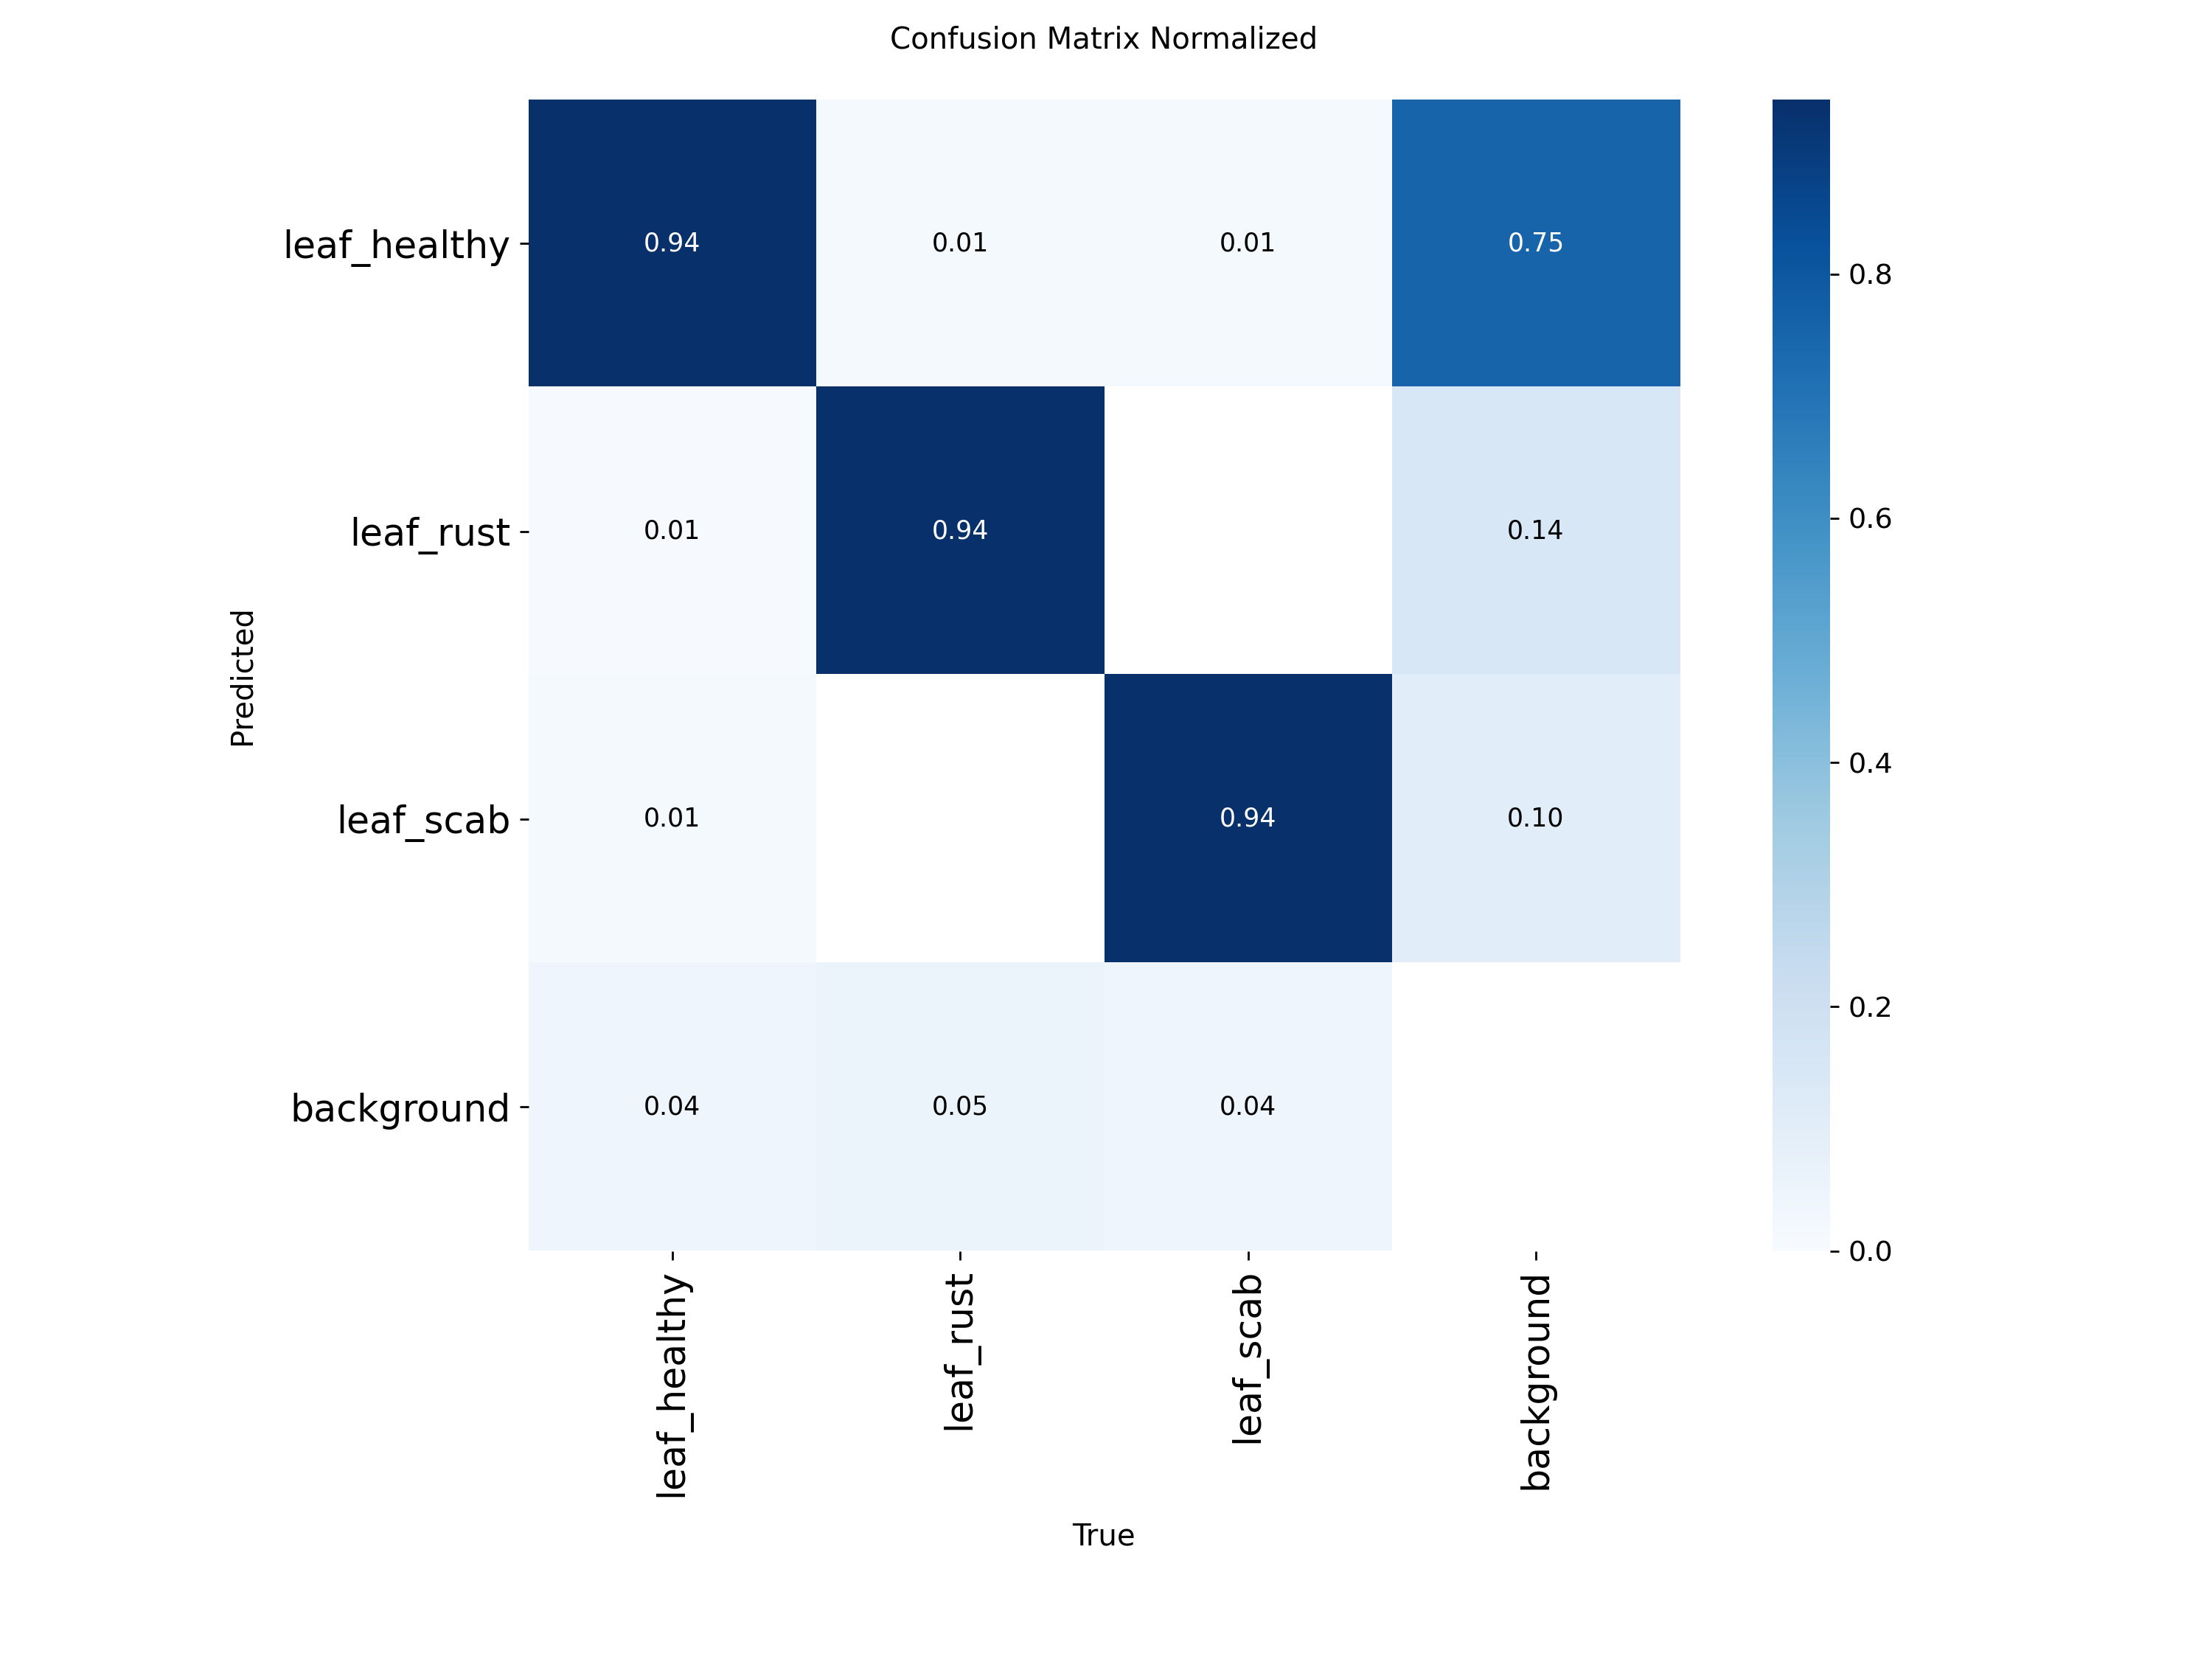 Confusion Matrix Normalized
leaf_healthy
0.94
0.01
0.01
0.75
0.8
leaf_rust
0.01
0.94
0.14
0.6
Predicted
leaf_scab
0.01
0.94
0.10
0.4
background
0.04
0.05
0.04
0.2
0.0
leaf_healthy
leaf_rust
leaf_scab
background
True